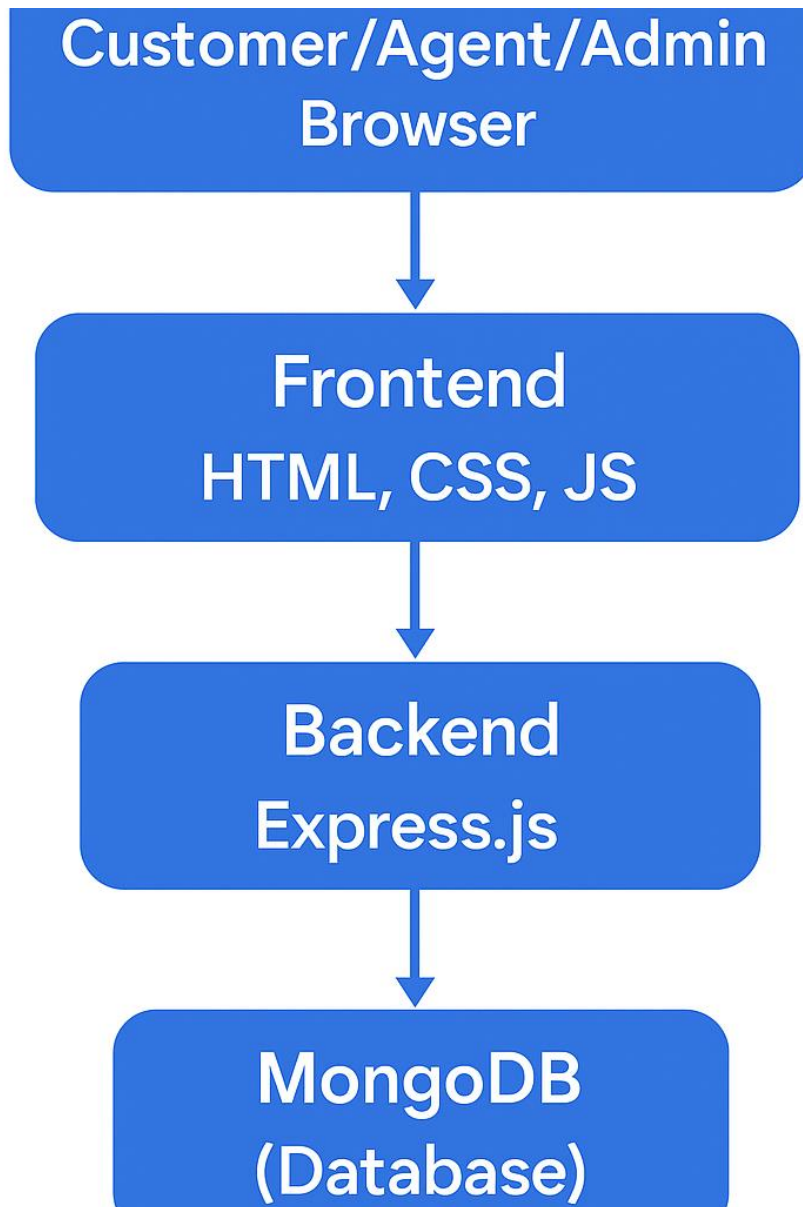 Customer/Agent/Admin
Browser
Frontend
HTML, CSS, JS
Backend
Express.js
MongoDB
(Database)